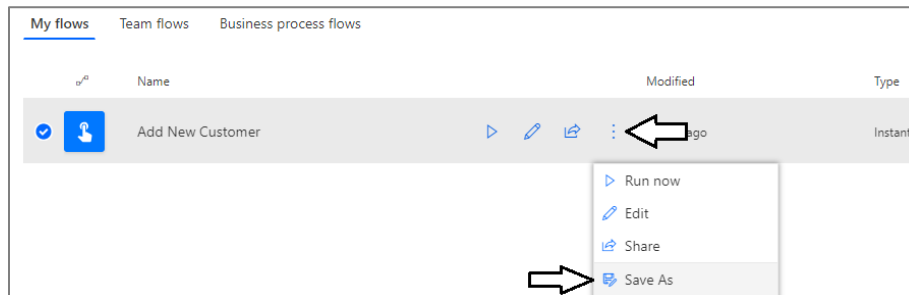 My flows Team flows Business process flows
Name Modified Type
Add New Customer ago Instant
Run now
Edit
Share
Save As